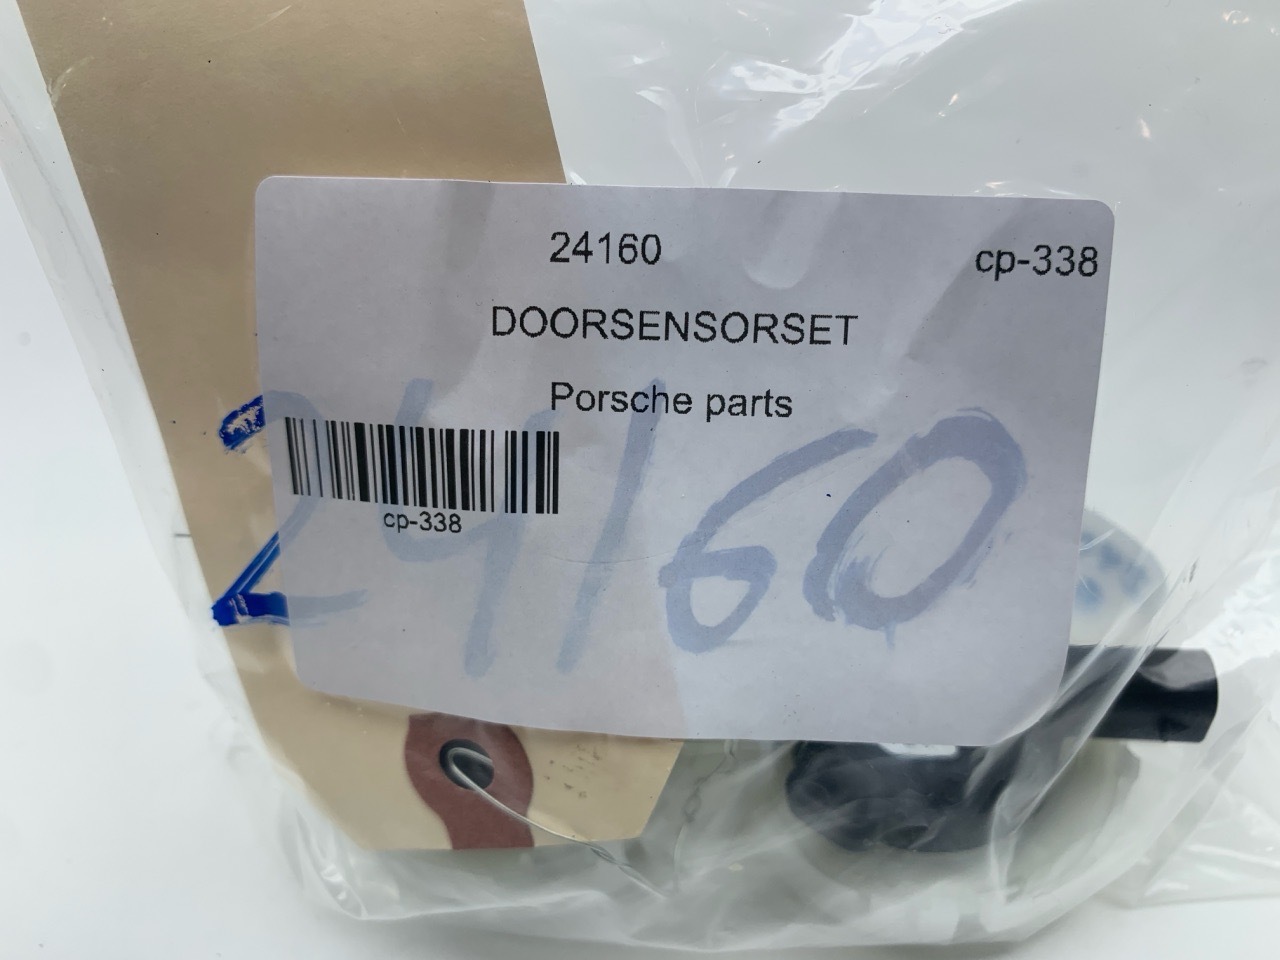 24160
cp-338
DOORSENSORSET
Porsche parts
cp-338
24160